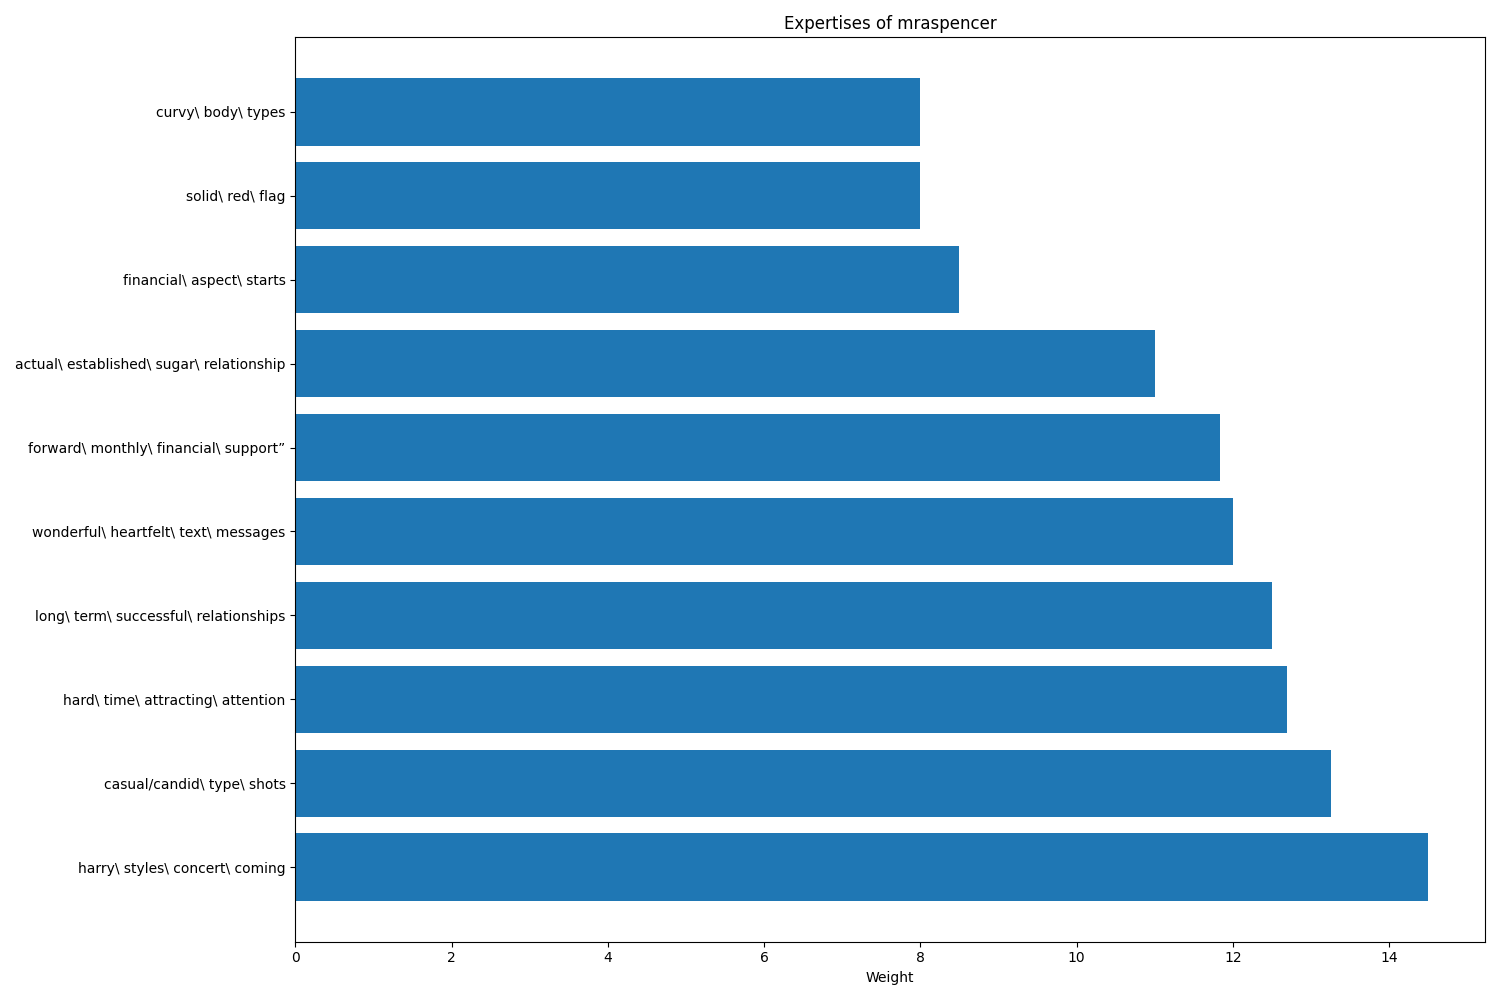 Expertises of mraspencer
curvy\ body\ types
solid\ red\ flag
financial\ aspect\ starts
actual\ established\ sugar\ relationship
forward\ monthly\ financial\ support”
wonderful\ heartfelt\ text\ messages
long\ term\ successful\ relationships
hard\ time\ attracting\ attention
casual/candid\ type\ shots
harry\ styles\ concert\ coming
0 2 4 6 8 10 12 14
Weight